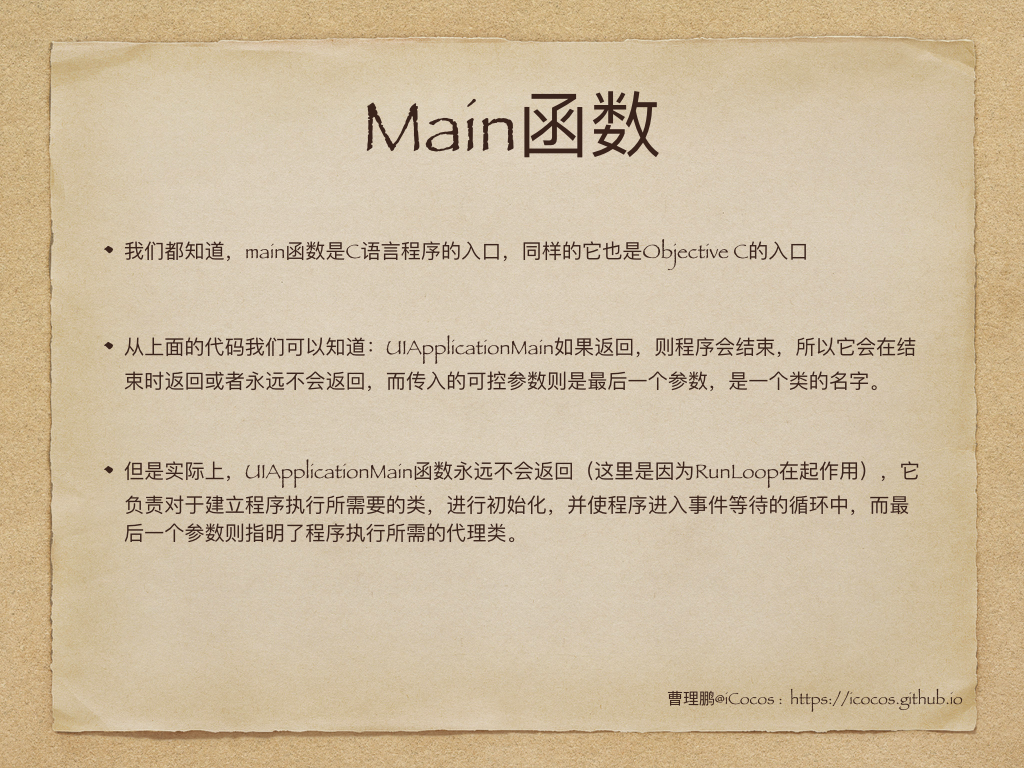 Main函数
• 我们都知道，main函数是C语言程序的入口，同样的它也是Objective C的入口
• 从上面的代码我们可以知道：UIApplicationMain如果返回，则程序会结束，所以它会在结
束时返回或者永远不会返回，而传入的可控参数则是最后一个参数，是一个类的名字。
• 但是实际上，UIApplicationMain函数永远不会返回（这里是因为RunLoop在起作用），它
负责对于建立程序执行所需要的类，进行初始化，并使程序进入事件等待的循环中，而最
后一个参数则指明了程序执行所需的代理类。
曹理鹏@iCocos : https://icocos.github.io